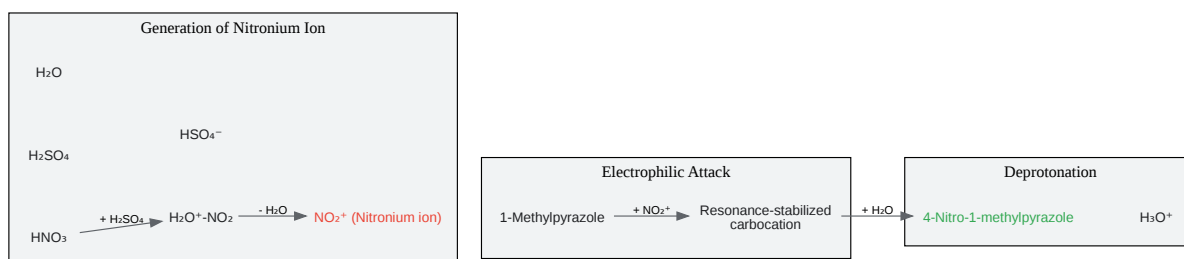 Generation of Nitronium Ion
H₂O
HSO₄⁻
H₂SO₄
+ H₂SO₄
H₂O⁺-NO₂
- H₂O
NO₂⁺ (Nitronium ion)
HNO₃
Electrophilic Attack
1-Methylpyrazole
+ NO₂⁺
Resonance-stabilized
carbocation
+ H₂O
Deprotonation
4-Nitro-1-methylpyrazole
H₃O⁺